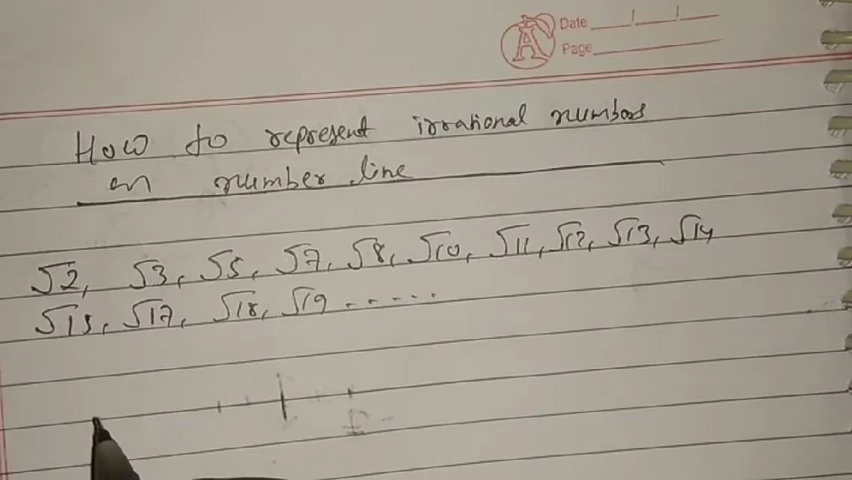 Date
Page
How to represent irrational numbers
on number line
√2, √3, √5, √7, √8, √10, √11, √12, √13, √14
√15, √17, √18, √19 ......